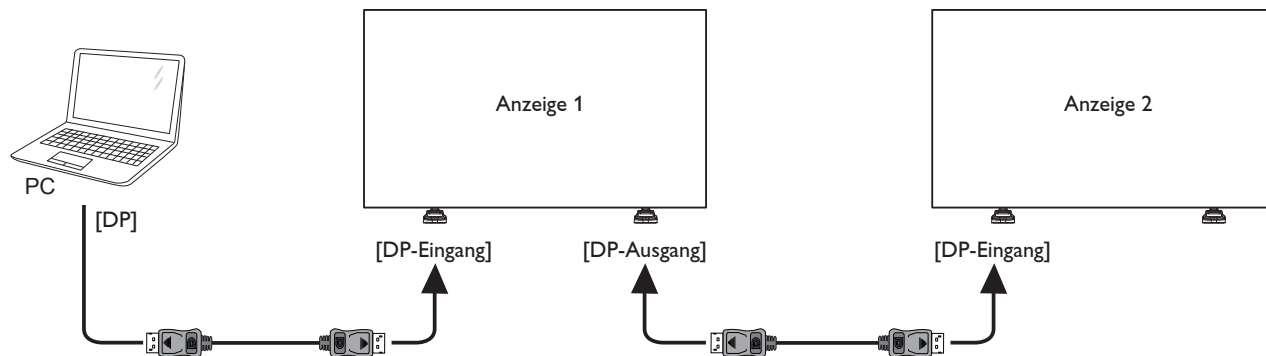 Anzeige 1
Anzeige 2
PC
[DP]
[DP-Eingang]
[DP-Ausgang]
[DP-Eingang]